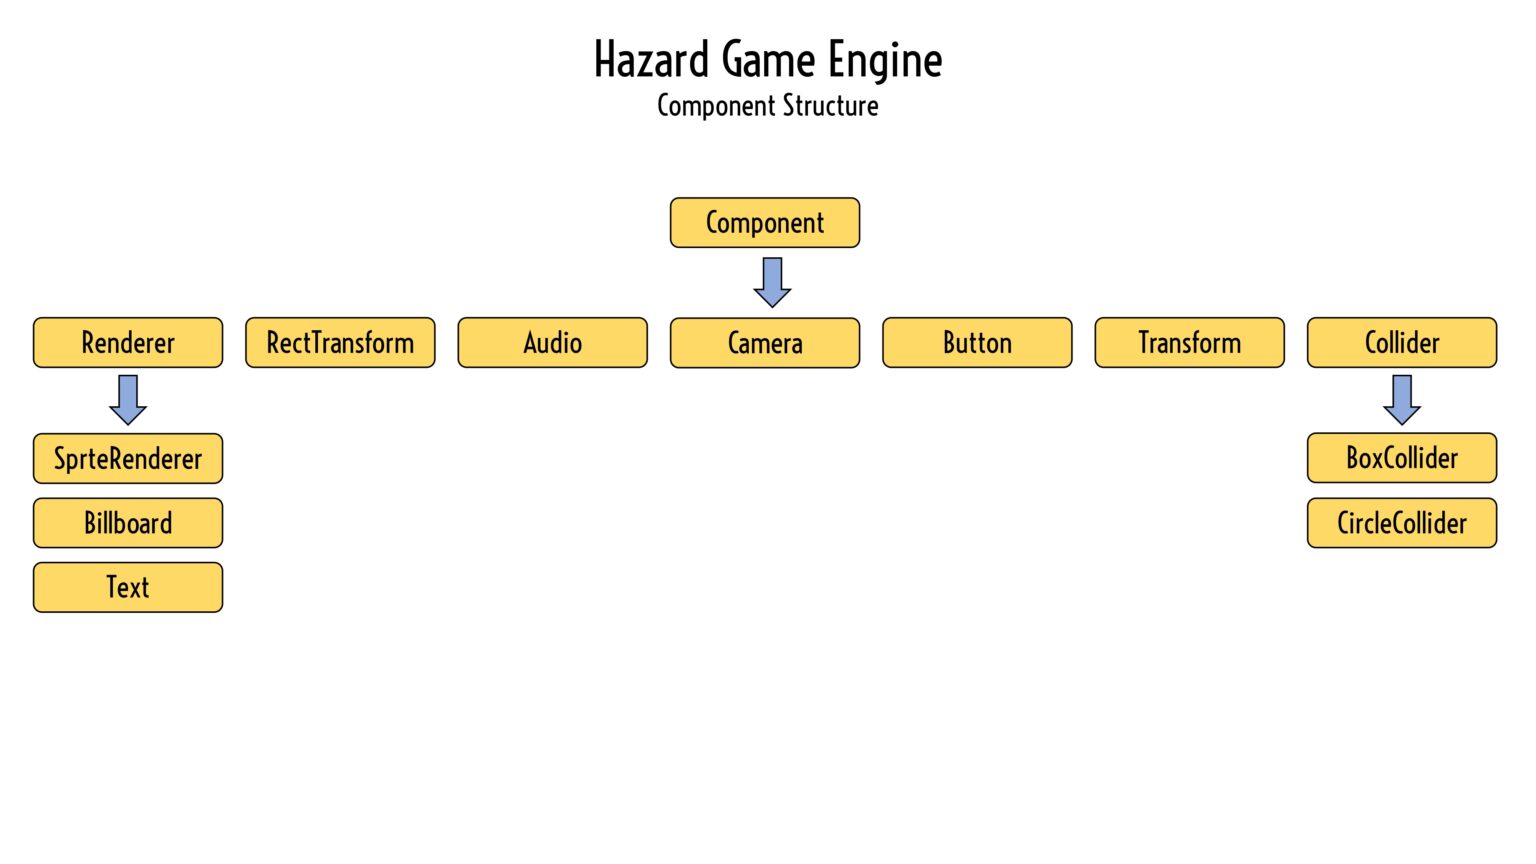 Hazard Game Engine
Component Structure
Component
Renderer
RectTransform
Audio
Camera
Button
Transform
Collider
SprteRenderer
BoxCollider
Billboard
CircleCollider
Text